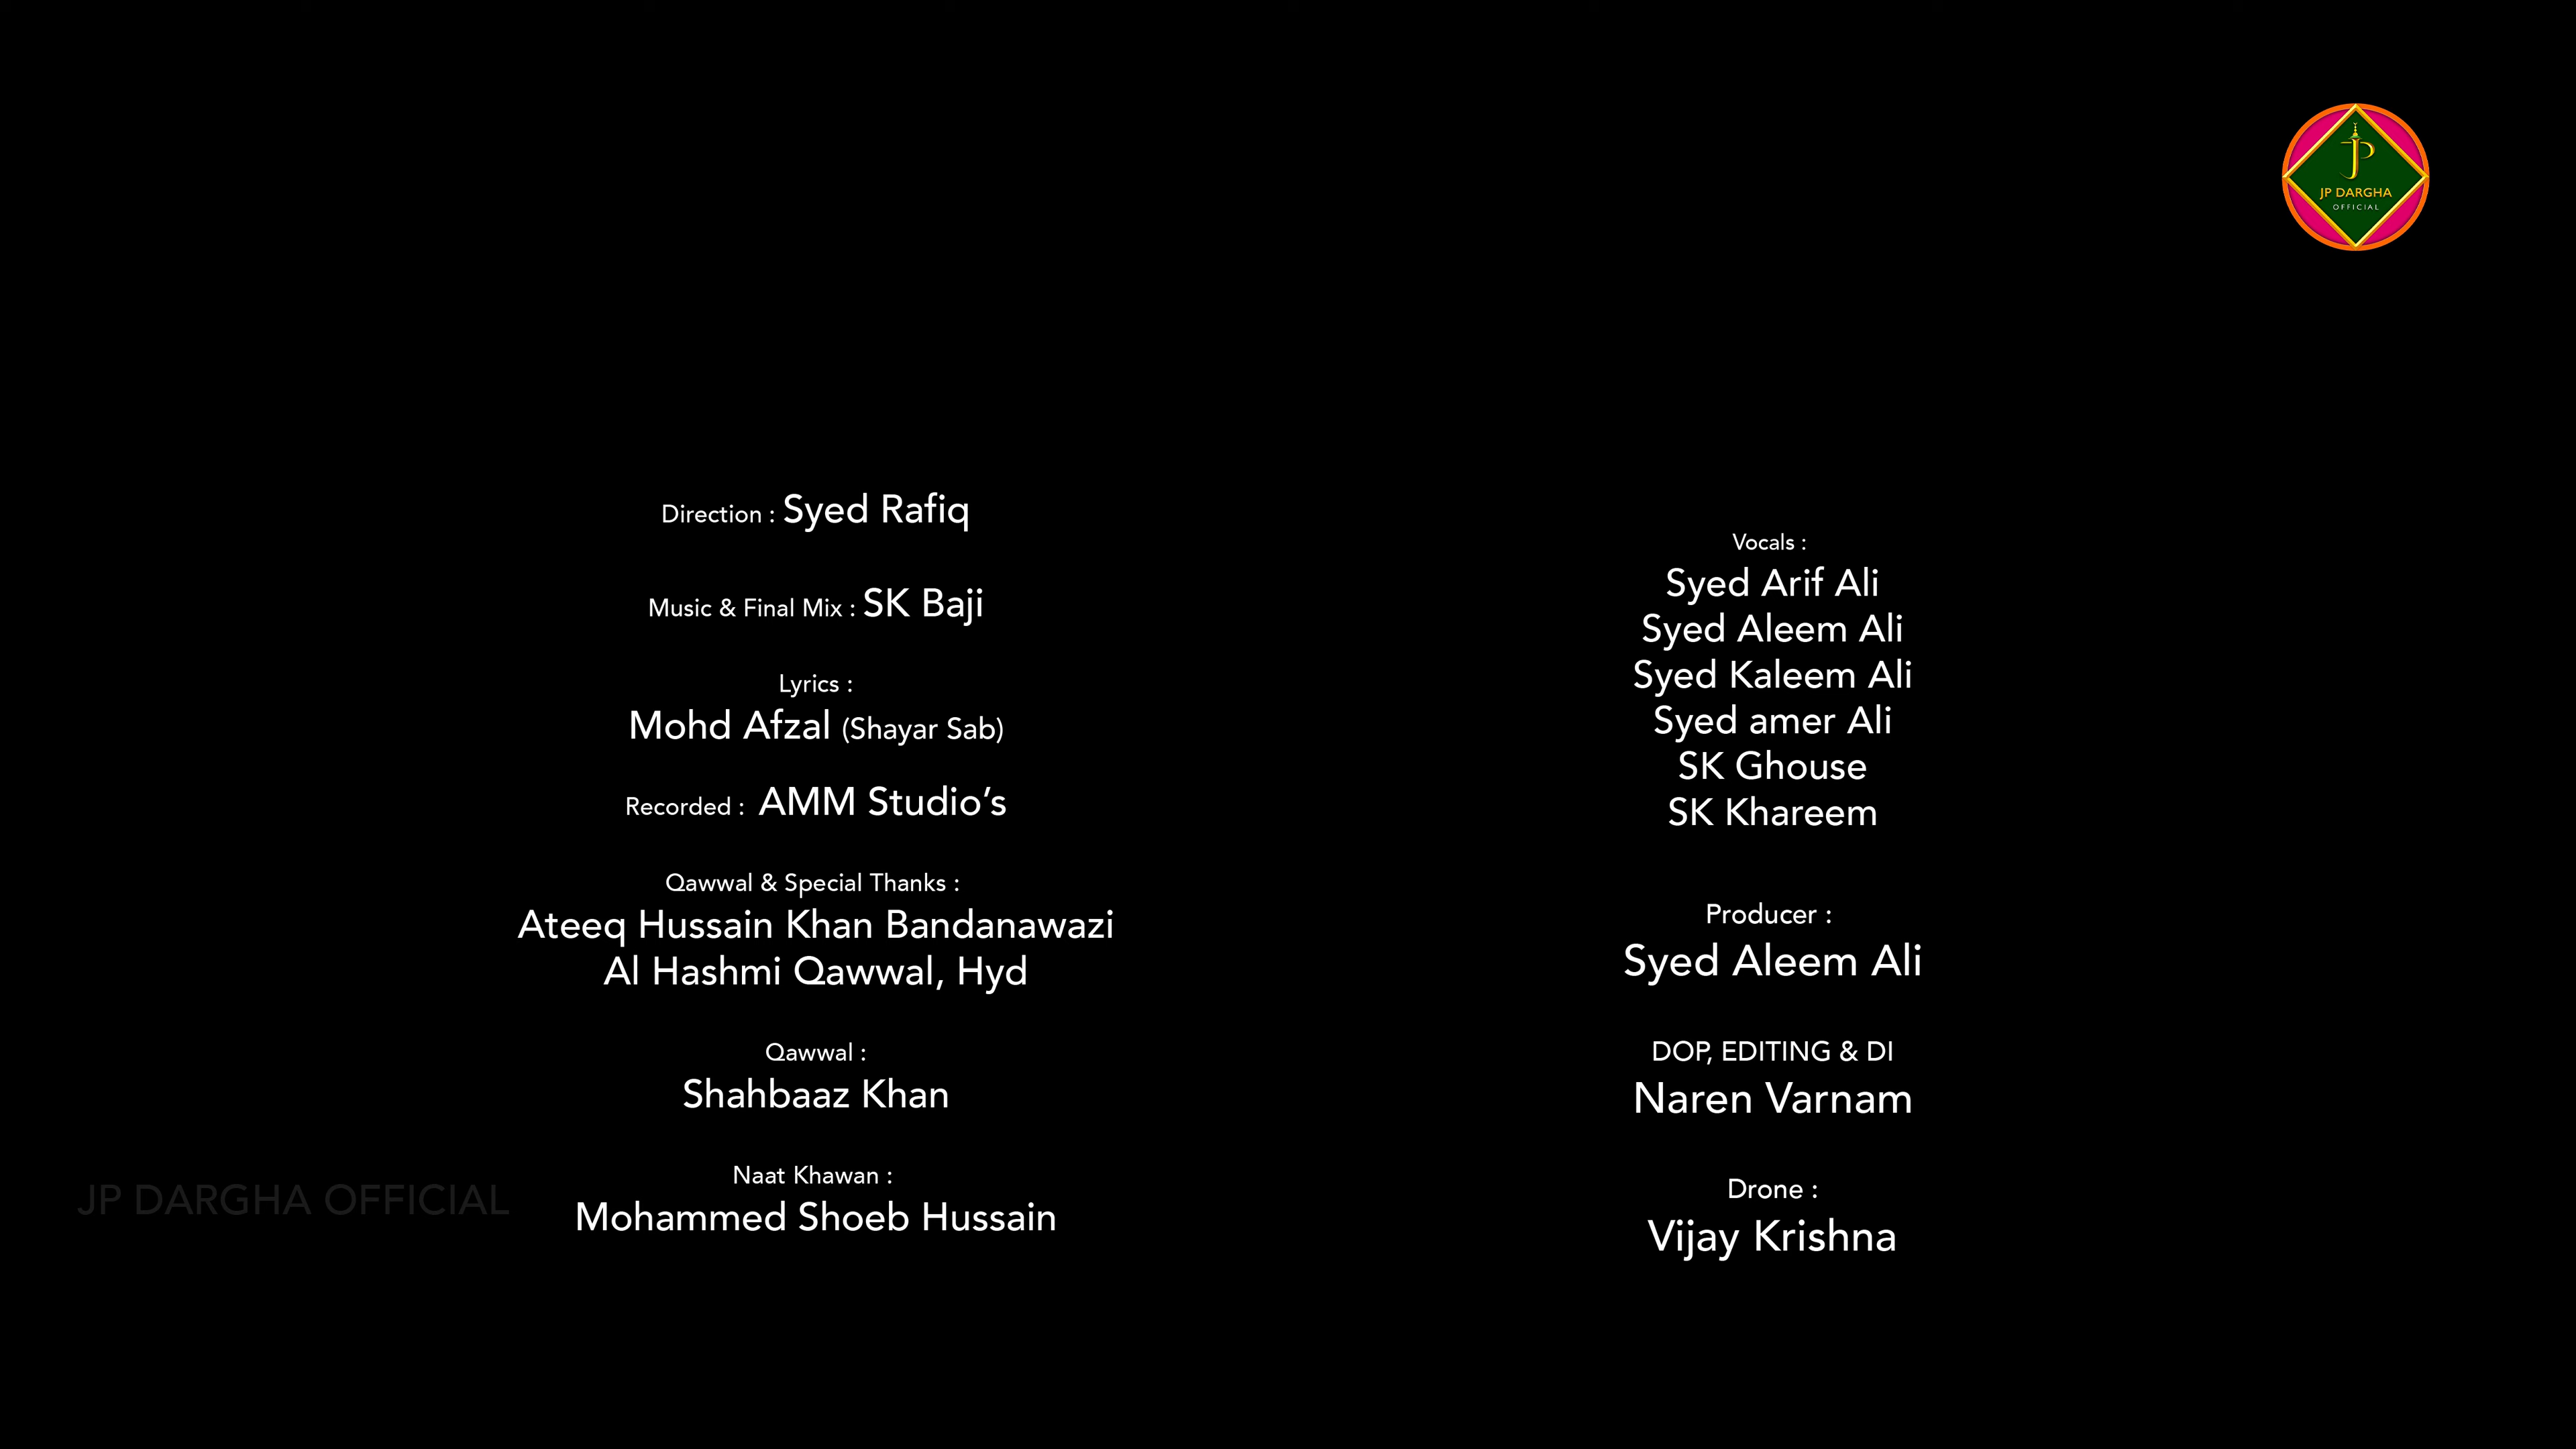 JP
JP DARGHA
OFFICIAL
Direction : Syed Rafiq
Music & Final Mix : SK Baji
Lyrics :
Mohd Afzal (Shayar Sab)
Recorded : AMM Studio’s
Qawwal & Special Thanks :
Ateeq Hussain Khan Bandanawazi
Al Hashmi Qawwal, Hyd
Qawwal :
Shahbaaz Khan
Naat Khawan :
Mohammed Shoeb Hussain
Vocals :
Syed Arif Ali
Syed Aleem Ali
Syed Kaleem Ali
Syed amer Ali
SK Ghouse
SK Khareem
Producer :
Syed Aleem Ali
DOP, EDITING & DI
Naren Varnam
Drone :
Vijay Krishna
JP DARGHA OFFICIAL